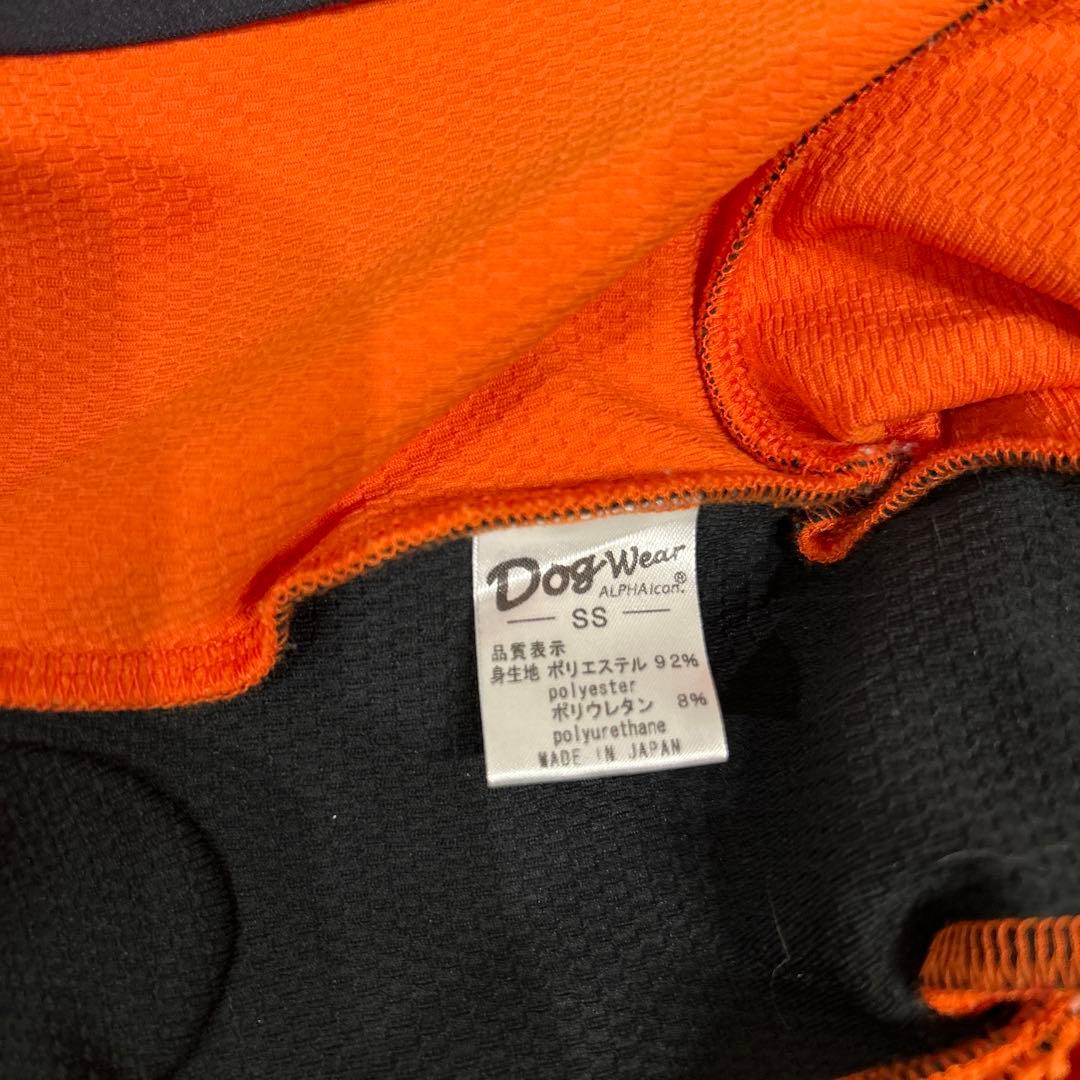 Dog Wear
ALPHAicon®
SS
品質表示
身生地 ポリエステル 92%
polyester
ポリウレタン 8%
polyurethane
MADE IN JAPAN